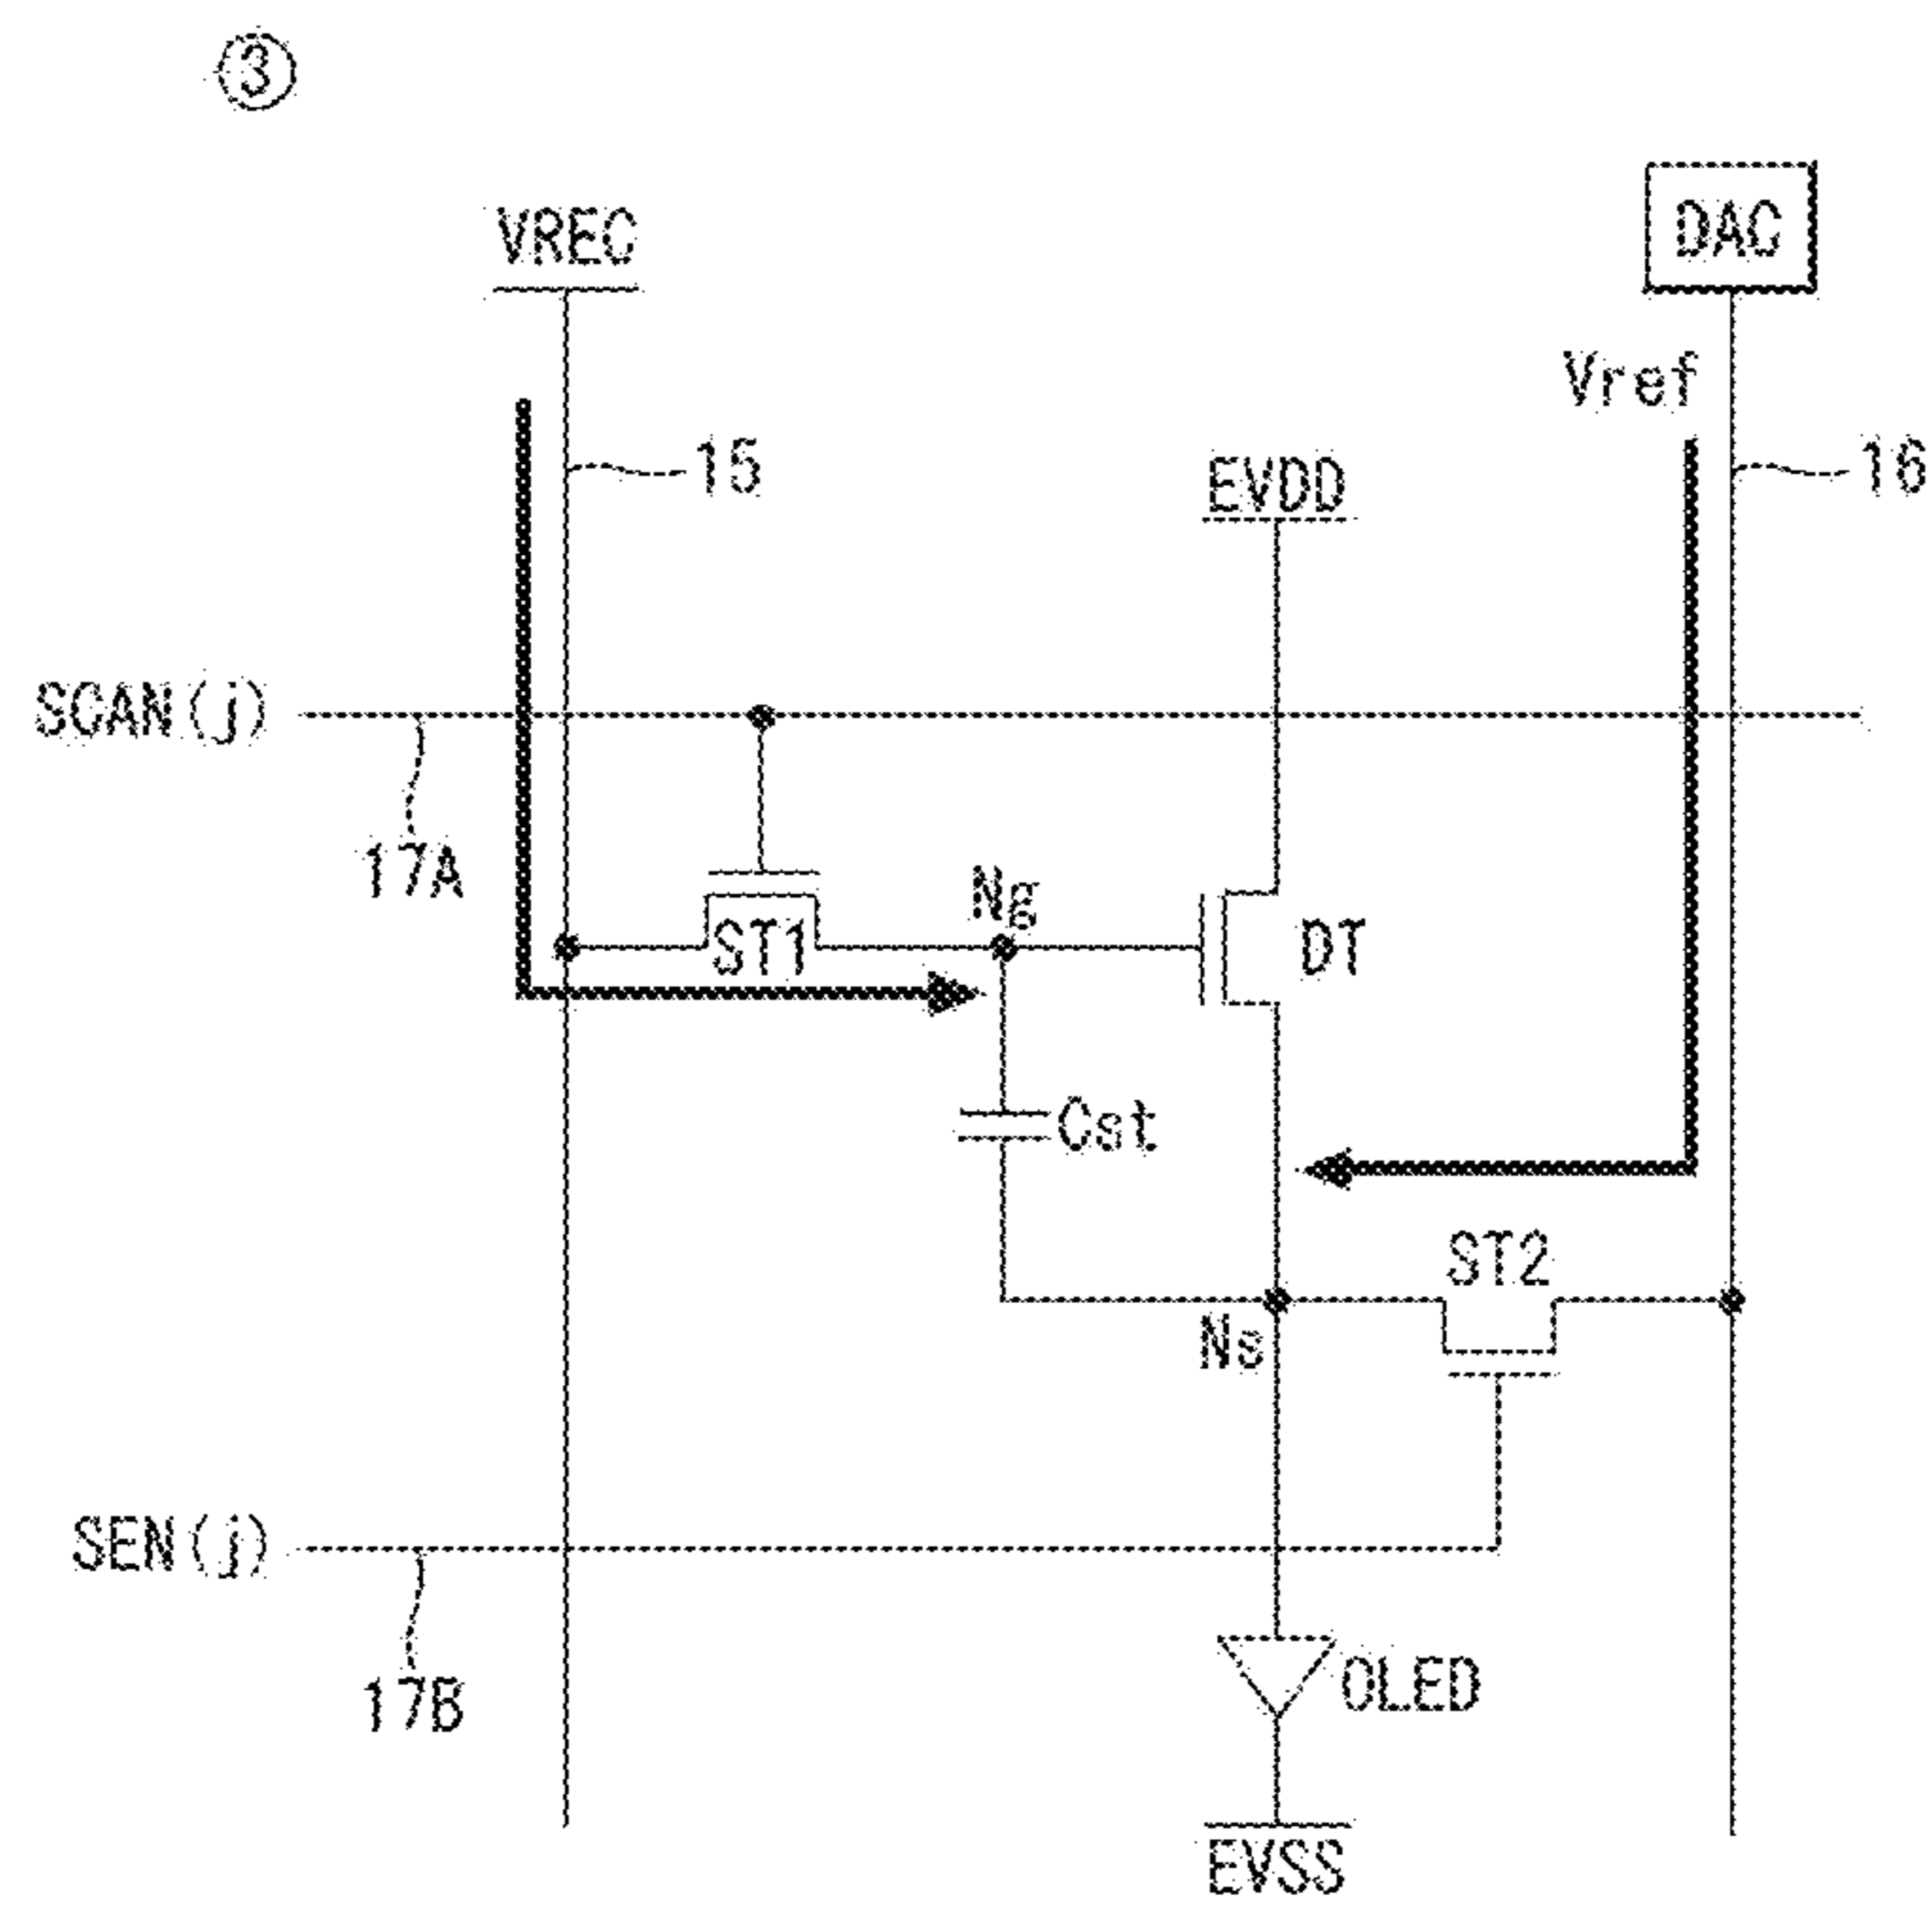 ③
VREC
DAC
Vref
15
EVDD
16
SCAN(j)
17A
Ng
ST1
DT
Cst
ST2
Ns
SEN(j)
17B
OLED
EVSS